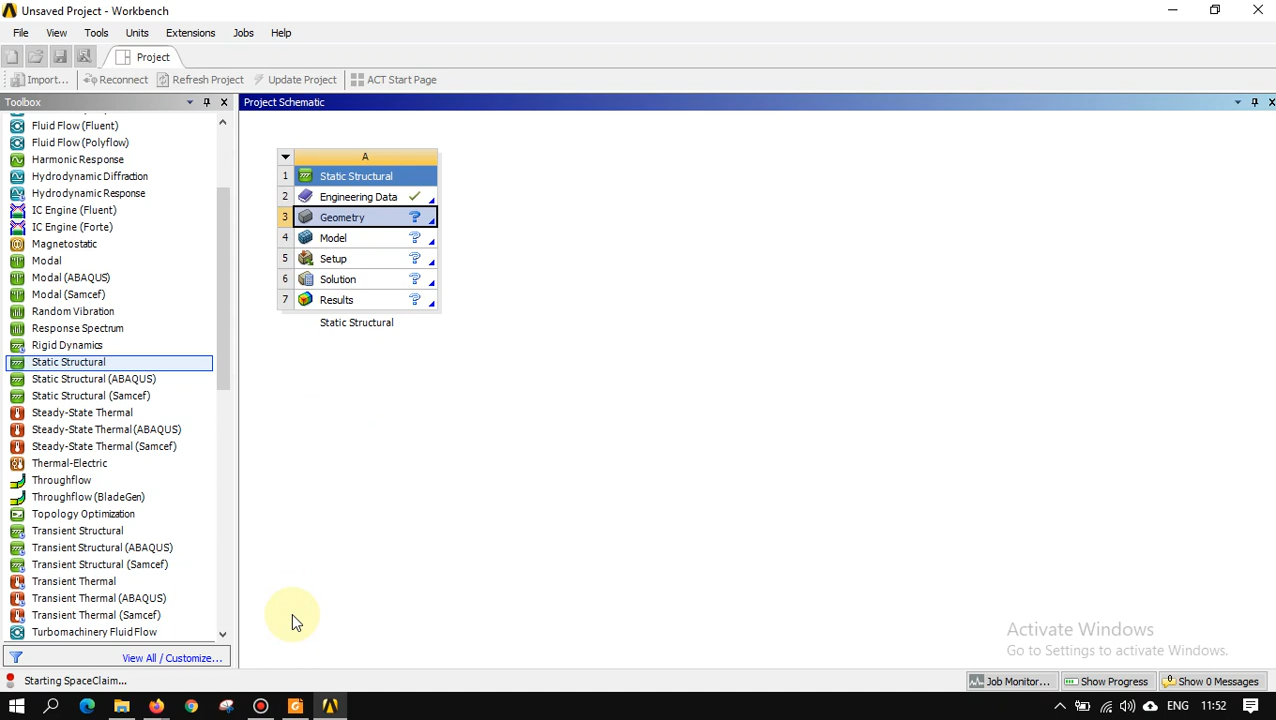 Unsaved Project - Workbench
File View Tools Units Extensions Jobs Help
Project
Import... Reconnect Refresh Project Update Project ACT Start Page
Toolbox
Fluid Flow (Fluent)
Fluid Flow (Polyflow)
Harmonic Response
Hydrodynamic Diffraction
Hydrodynamic Response
IC Engine (Fluent)
IC Engine (Forte)
Magnetostatic
Modal
Modal (ABAQUS)
Modal (Samcef)
Random Vibration
Response Spectrum
Rigid Dynamics
Static Structural
Static Structural (ABAQUS)
Static Structural (Samcef)
Steady-State Thermal
Steady-State Thermal (ABAQUS)
Steady-State Thermal (Samcef)
Thermal-Electric
Throughflow
Throughflow (BladeGen)
Topology Optimization
Transient Structural
Transient Structural (ABAQUS)
Transient Structural (Samcef)
Transient Thermal
Transient Thermal (ABAQUS)
Transient Thermal (Samcef)
Turbomachinery Fluid Flow
View All / Customize...
Project Schematic
A
1 Static Structural
2 Engineering Data
3 Geometry ?
4 Model ?
5 Setup ?
6 Solution ?
7 Results ?
Static Structural
Activate Windows
Go to Settings to activate Windows.
Starting SpaceClaim... Job Monitor... Show Progress Show 0 Messages
ENG 11:52